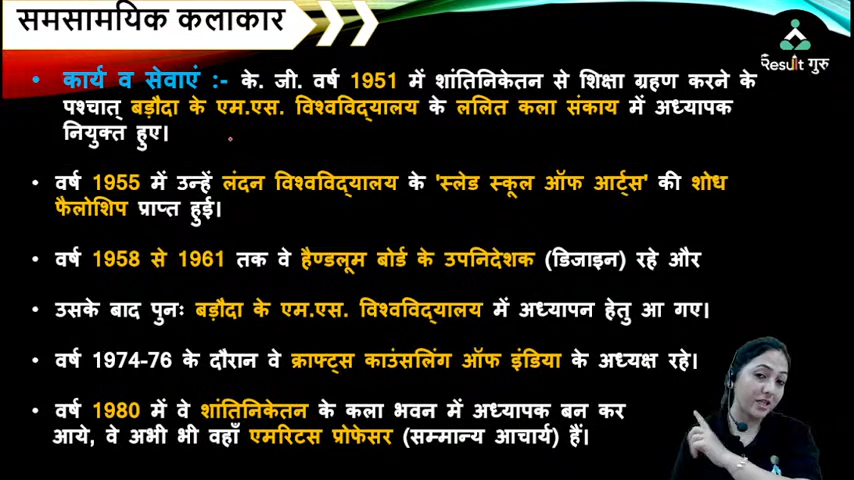 समसामयिक कलाकार
Result गुरु
• कार्य व सेवाएं :- के. जी. वर्ष 1951 में शांतिनिकेतन से शिक्षा ग्रहण करने के
पश्चात् बड़ौदा के एम.एस. विश्वविद्यालय के ललित कला संकाय में अध्यापक
नियुक्त हुए।
• वर्ष 1955 में उन्हें लंदन विश्वविद्यालय के 'स्लेड स्कूल ऑफ आर्ट्स' की शोध
फैलोशिप प्राप्त हुई।
• वर्ष 1958 से 1961 तक वे हैण्डलूम बोर्ड के उपनिदेशक (डिजाइन) रहे और
• उसके बाद पुनः बड़ौदा के एम.एस. विश्वविद्यालय में अध्यापन हेतु आ गए।
• वर्ष 1974-76 के दौरान वे क्राफ्ट्स काउंसलिंग ऑफ इंडिया के अध्यक्ष रहे।
• वर्ष 1980 में वे शांतिनिकेतन के कला भवन में अध्यापक बन कर
आये, वे अभी भी वहाँ एमरिटस प्रोफेसर (सम्मान्य आचार्य) हैं।